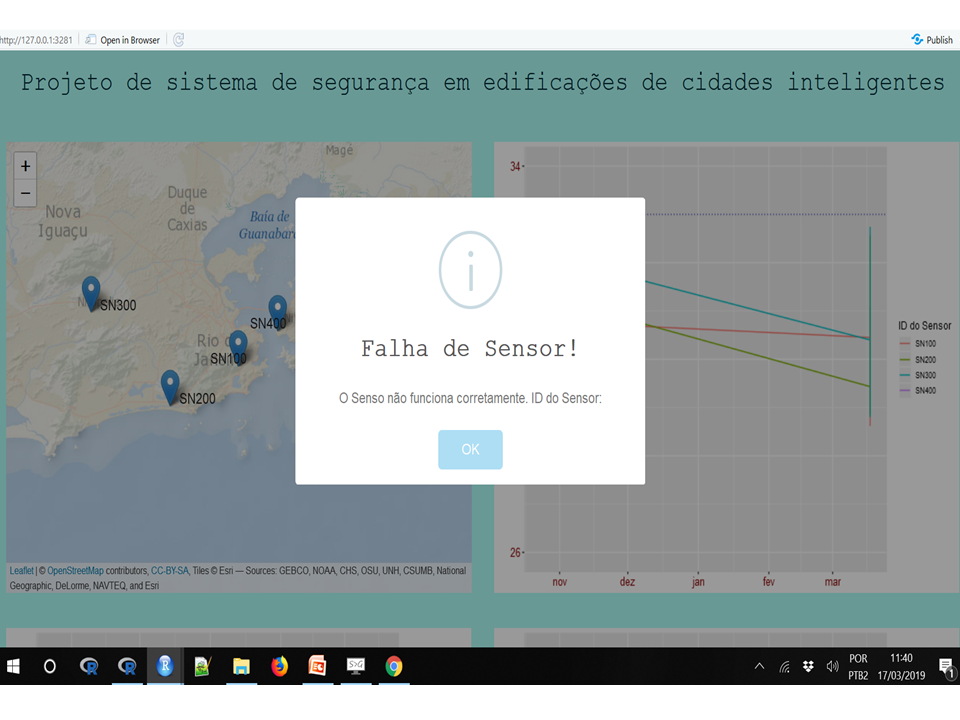 http://127.0.0.1:3281 Open in Browser Publish
Projeto de sistema de segurança em edificações de cidades inteligentes
+
−
Magé
Nova
Iguaçu
Duque
de
Caxias
Baía de
Guanabara
SN300
SN400
Rio d
SN100
SN200
Leaflet | © OpenStreetMap contributors, CC-BY-SA, Tiles © Esri — Sources: GEBCO, NOAA, CHS, OSU, UNH, CSUMB, National
Geographic, DeLorme, NAVTEQ, and Esri
i
Falha de Sensor!
O Senso não funciona corretamente. ID do Sensor:
OK
34
26
nov dez jan fev mar
ID do Sensor
SN100
SN200
SN300
SN400
POR
PTB2
11:40
17/03/2019
1